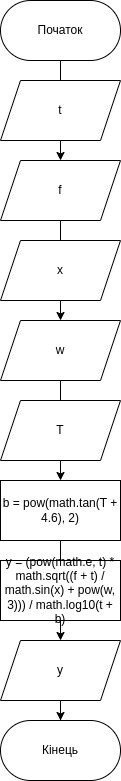 Початок
t
f
x
w
T
b = pow(math.tan(T +
4.6), 2)
y = (pow(math.e, t) *
math.sqrt((f + t) /
math.sin(x) + pow(w,
3))) / math.log10(t +
b)
y
Кінець